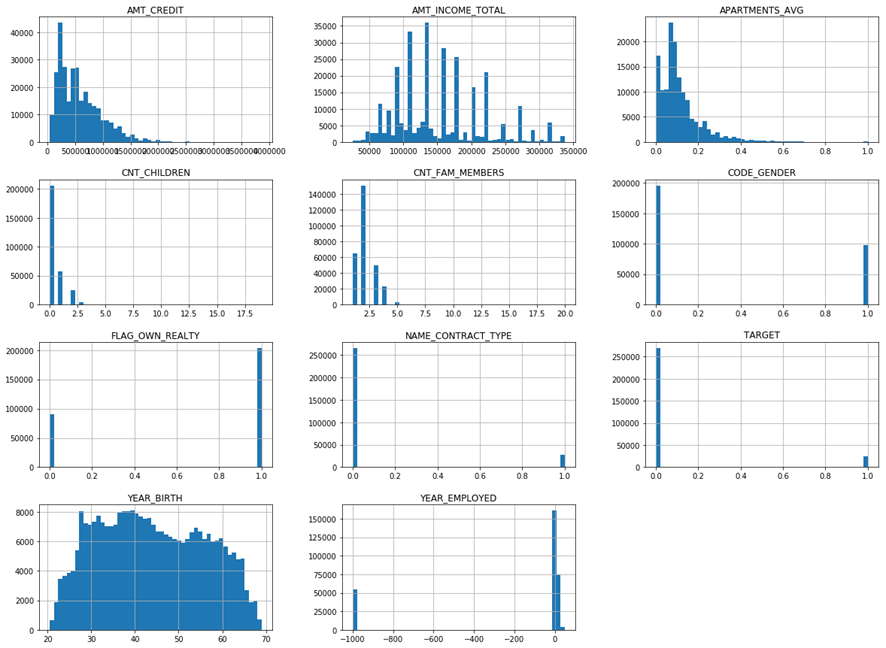 AMT_CREDIT
40000
30000
20000
10000
0
0 500000 1000000 1500000 2000000 2500000 3000000 3500000 4000000
AMT_INCOME_TOTAL
35000
30000
25000
20000
15000
10000
5000
0
50000 100000 150000 200000 250000 300000 350000
APARTMENTS_AVG
20000
15000
10000
5000
0
0.0 0.2 0.4 0.6 0.8 1.0
CNT_CHILDREN
200000
150000
100000
50000
0
0.0 2.5 5.0 7.5 10.0 12.5 15.0 17.5
CNT_FAM_MEMBERS
140000
120000
100000
80000
60000
40000
20000
0
2.5 5.0 7.5 10.0 12.5 15.0 17.5 20.0
CODE_GENDER
200000
150000
100000
50000
0
0.0 0.2 0.4 0.6 0.8 1.0
FLAG_OWN_REALTY
200000
150000
100000
50000
0
0.0 0.2 0.4 0.6 0.8 1.0
NAME_CONTRACT_TYPE
250000
200000
150000
100000
50000
0
0.0 0.2 0.4 0.6 0.8 1.0
TARGET
250000
200000
150000
100000
50000
0
0.0 0.2 0.4 0.6 0.8 1.0
YEAR_BIRTH
8000
6000
4000
2000
0
20 30 40 50 60 70
YEAR_EMPLOYED
150000
125000
100000
75000
50000
25000
0
−1000 −800 −600 −400 −200 0